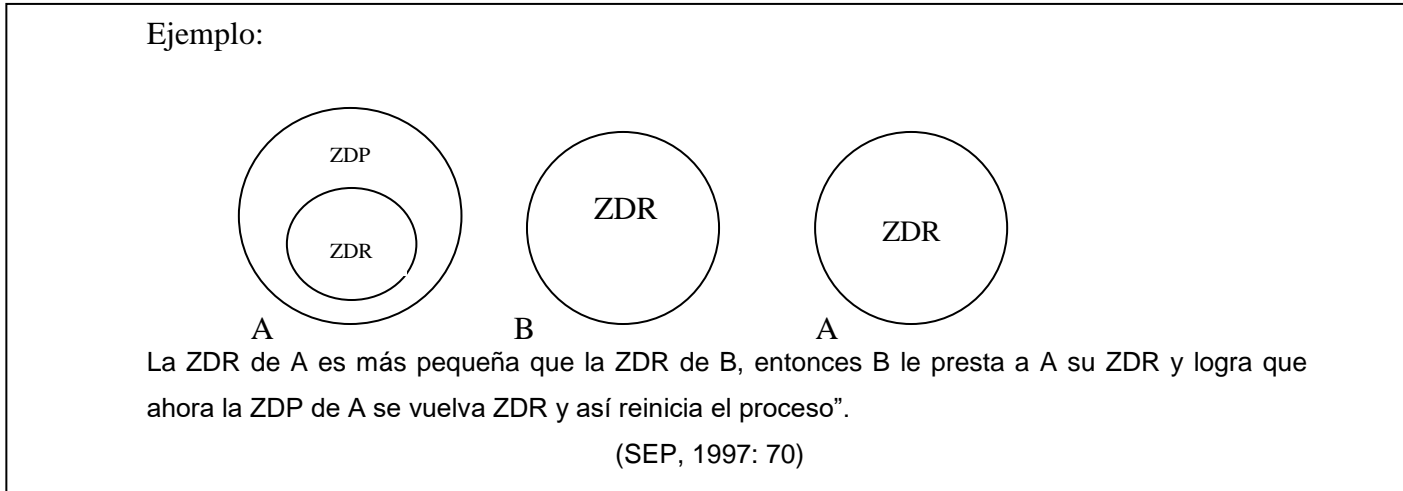 Ejemplo:
ZDP
ZDR
ZDR
ZDR
A
B
A
La ZDR de A es más pequeña que la ZDR de B, entonces B le presta a A su ZDR y logra que
ahora la ZDP de A se vuelva ZDR y así reinicia el proceso”.
(SEP, 1997: 70)